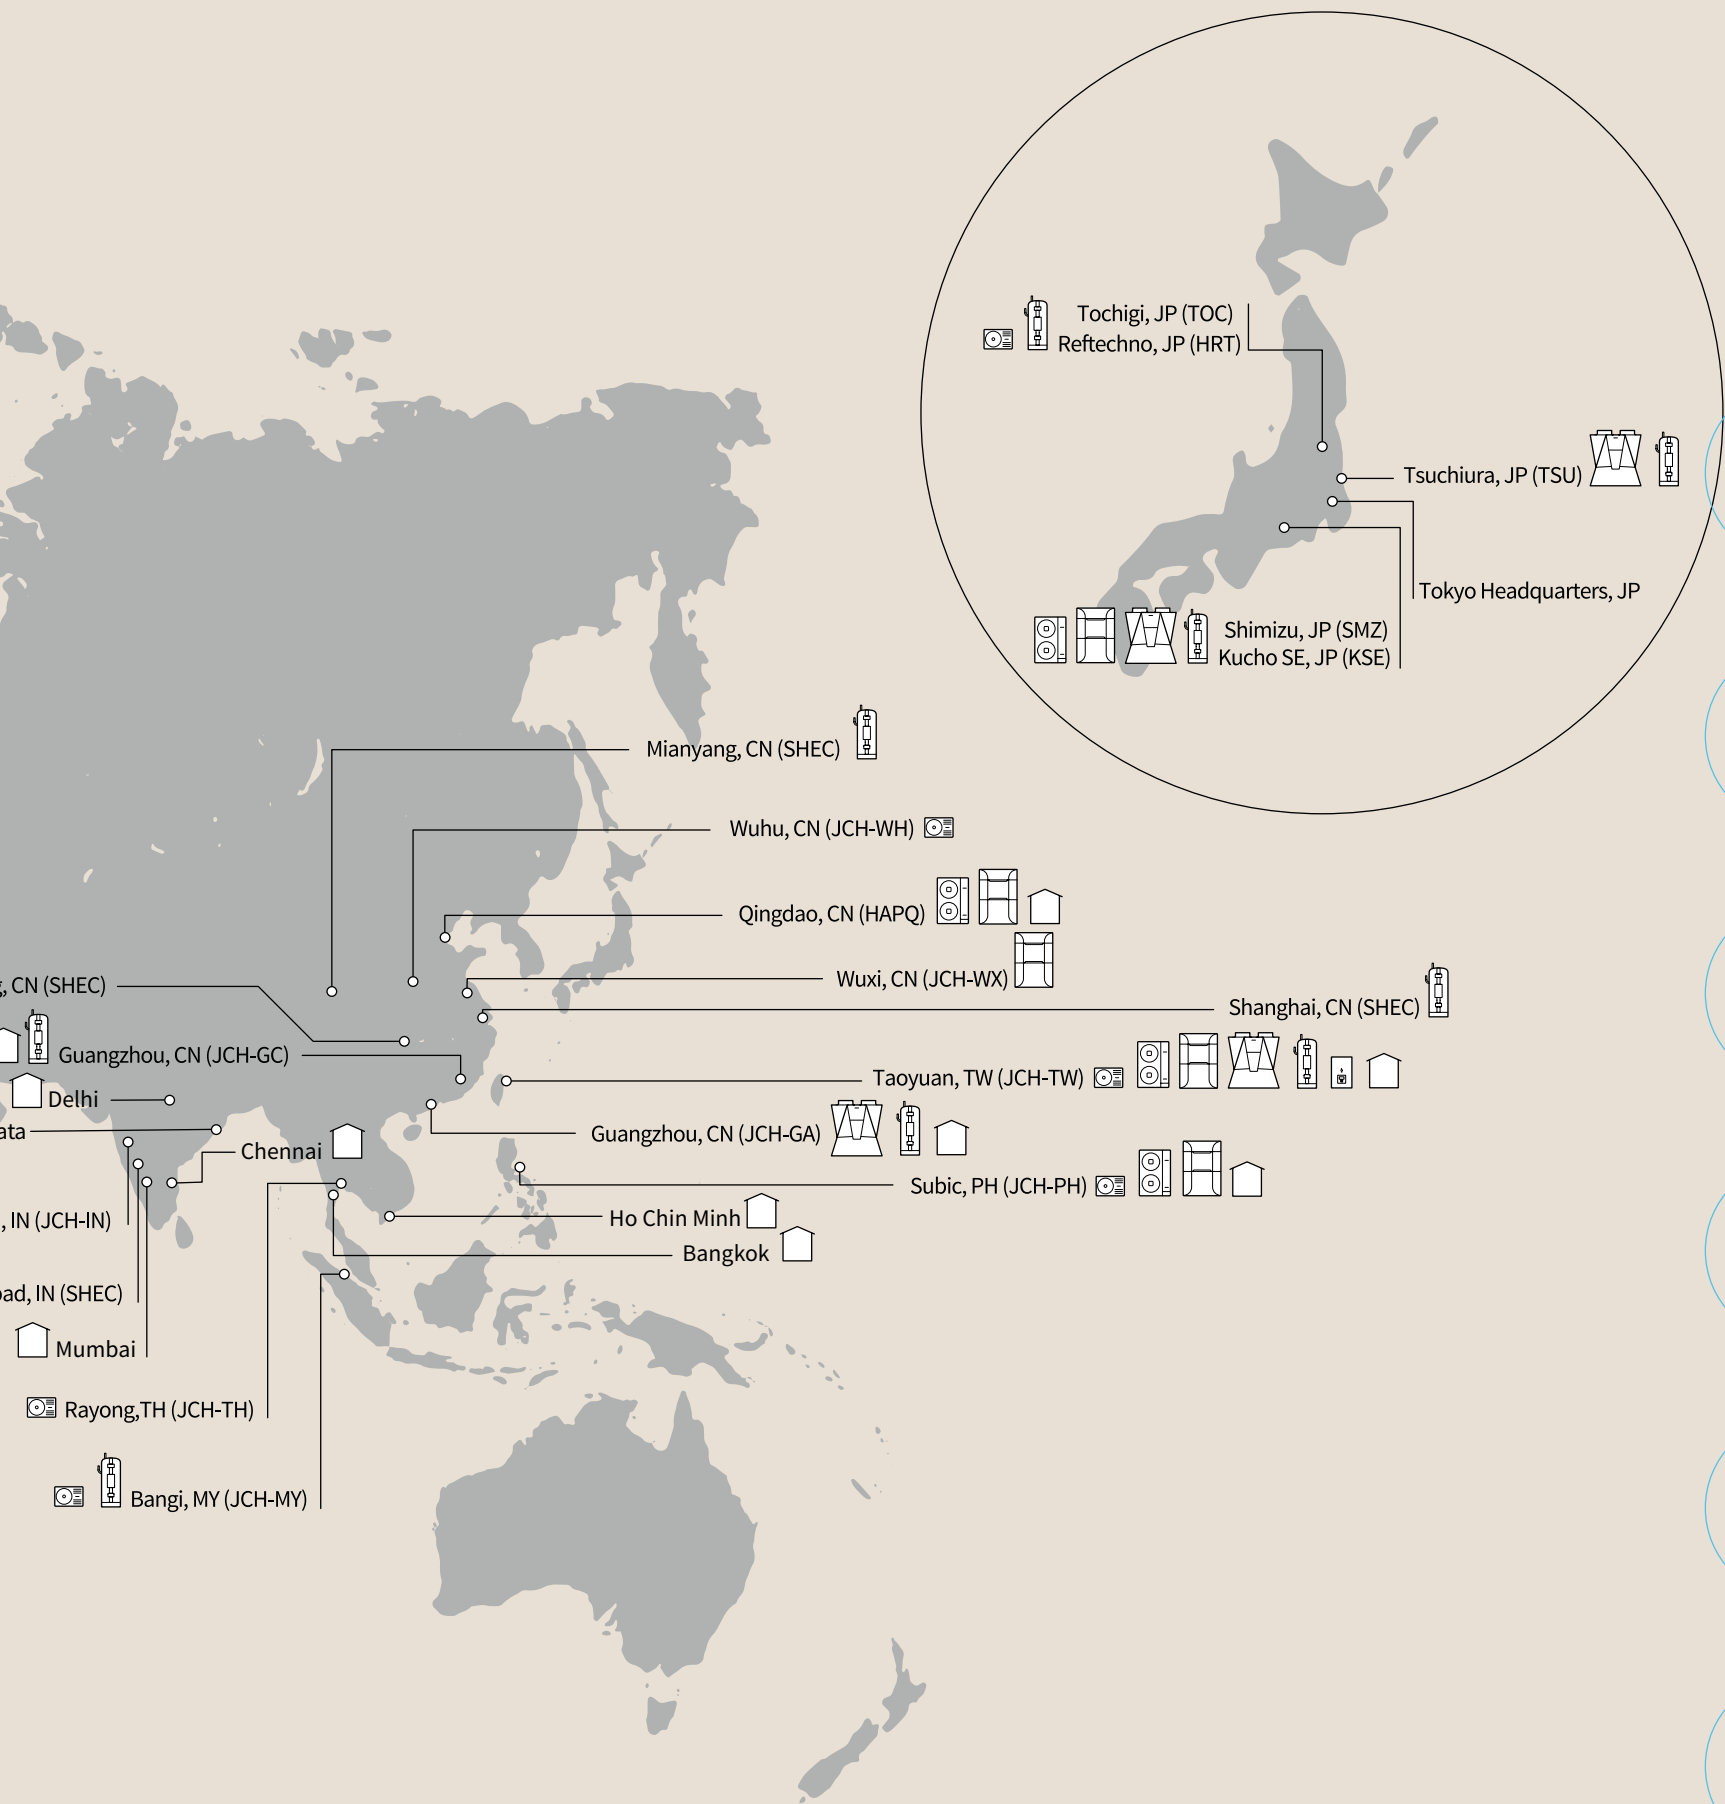 Tochigi, JP (TOC)
Reftechno, JP (HRT)
Tsuchiura, JP (TSU)
Tokyo Headquarters, JP
Shimizu, JP (SMZ)
Kucho SE, JP (KSE)
Mianyang, CN (SHEC)
Wuhu, CN (JCH-WH)
Qingdao, CN (HAPQ)
Wuxi, CN (JCH-WX)
, CN (SHEC)
Shanghai, CN (SHEC)
Guangzhou, CN (JCH-GC)
Taoyuan, TW (JCH-TW)
Delhi
Guangzhou, CN (JCH-GA)
Chennai
Subic, PH (JCH-PH)
, IN (JCH-IN)
Ho Chin Minh
Bangkok
, IN (SHEC)
Mumbai
Rayong,TH (JCH-TH)
Bangi, MY (JCH-MY)